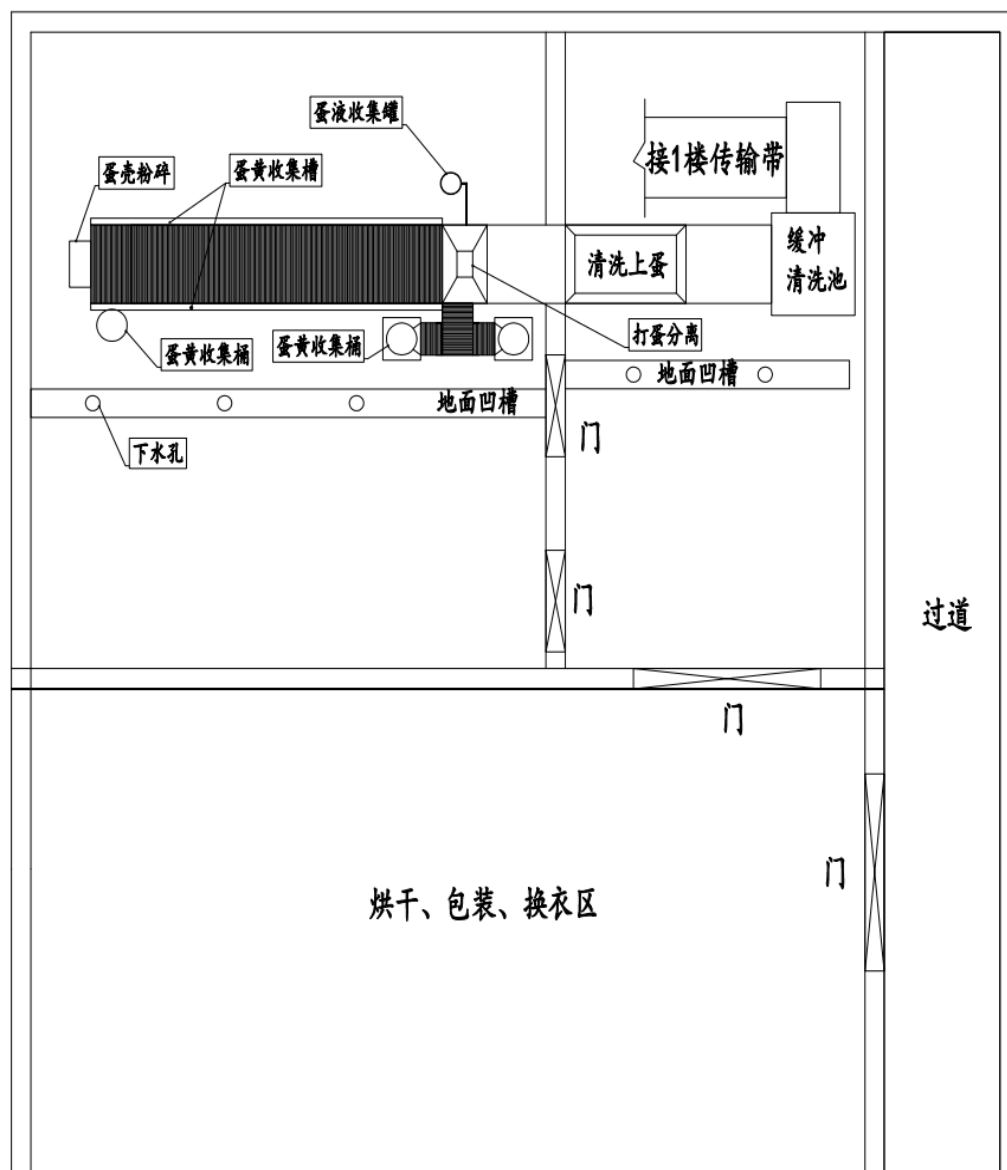 蛋液收集罐
蛋壳粉碎
蛋黄收集槽
接1楼传输带
清洗上蛋
缓冲
清洗池
打蛋分离
蛋黄收集桶
蛋黄收集桶
地面凹槽
地面凹槽
下水孔
门
门
过道
门
门
烘干、包装、换衣区